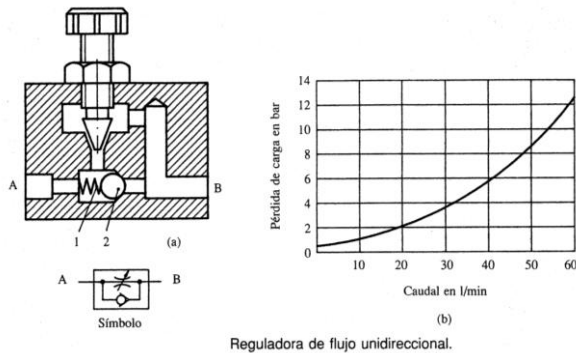 A
B
1
2
(a)
A
B
Símbolo
Pérdida de carga en bar
14
12
10
8
6
4
2
0
10
20
30
40
50
60
Caudal en l/min
(b)
Reguladora de flujo unidireccional.